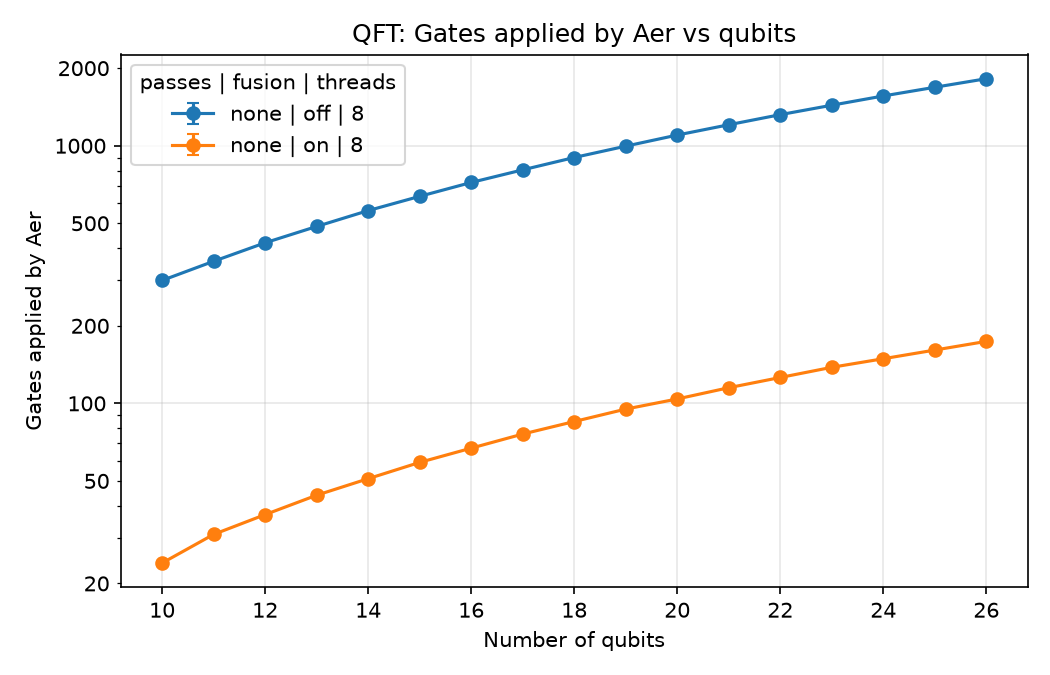 QFT: Gates applied by Aer vs qubits
passes | fusion | threads
none | off | 8
none | on | 8
Gates applied by Aer
2000
1000
500
200
100
50
20
10 12 14 16 18 20 22 24 26
Number of qubits